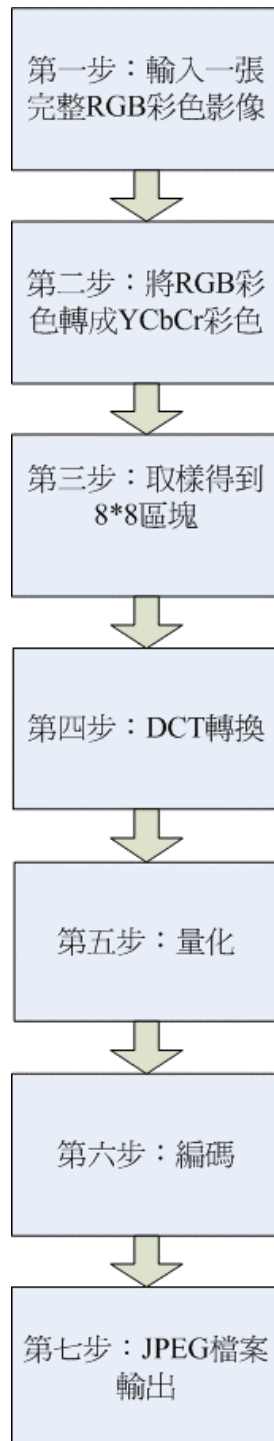 第一步：輸入一張
完整RGB彩色影像
第二步：將RGB彩
色轉成YCbCr彩色
第三步：取樣得到
8*8區塊
第四步：DCT轉換
第五步：量化
第六步：編碼
第七步：JPEG檔案
輸出